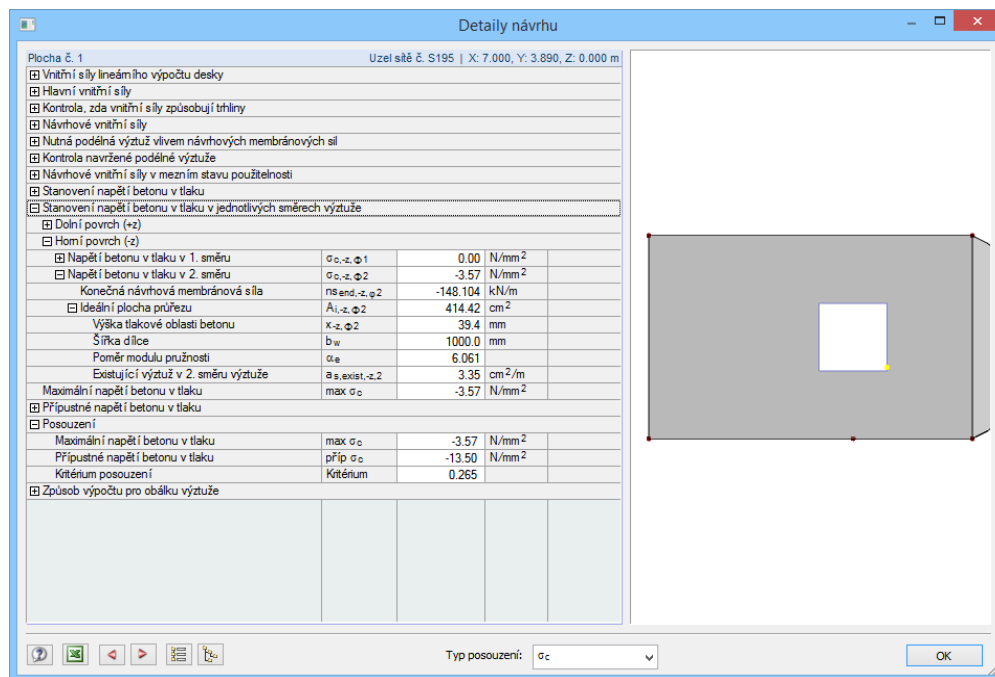 Detaily návrhu
Plocha č. 1 Uzel sítě č. S195 | X: 7.000, Y: 3.890, Z: 0.000 m
Vnitřní síly lineárního výpočtu desky
Hlavní vnitřní síly
Kontrola, zda vnitřní síly způsobují trhliny
Návrhové vnitřní síly
Nutná podélná výztuž vlivem návrhových membránových sil
Kontrola navržené podélné výztuže
Návrhové vnitřní síly v mezním stavu použitelnosti
Stanovení napětí betonu v tlaku
Stanovení napětí betonu v tlaku v jednotlivých směrech výztuže
Dolní povrch (+z)
Horní povrch (-z)
Napětí betonu v tlaku v 1. směru σc,-z,Φ1 0.00 N/mm²
Napětí betonu v tlaku v 2. směru σc,-z,Φ2 -3.57 N/mm²
Konečná návrhová membránová síla nsend,-z,φ2 -148.104 kN/m
Ideální plocha průřezu Ai,-z,Φ2 414.42 cm²
Výška tlakové oblasti betonu x-z,Φ2 39.4 mm
Šířka dílce bw 1000.0 mm
Poměr modulu pružnosti αe 6.061
Existující výztuž v 2. směru výztuže as,exist,-z,2 3.35 cm²/m
Maximální napětí betonu v tlaku max σc -3.57 N/mm²
Přípustné napětí betonu v tlaku
Posouzení
Maximální napětí betonu v tlaku max σc -3.57 N/mm²
Přípustné napětí betonu v tlaku příp σc -13.50 N/mm²
Kritérium posouzení Kritérium 0.265
Způsob výpočtu pro obálku výztuže
Typ posouzení: σc
OK